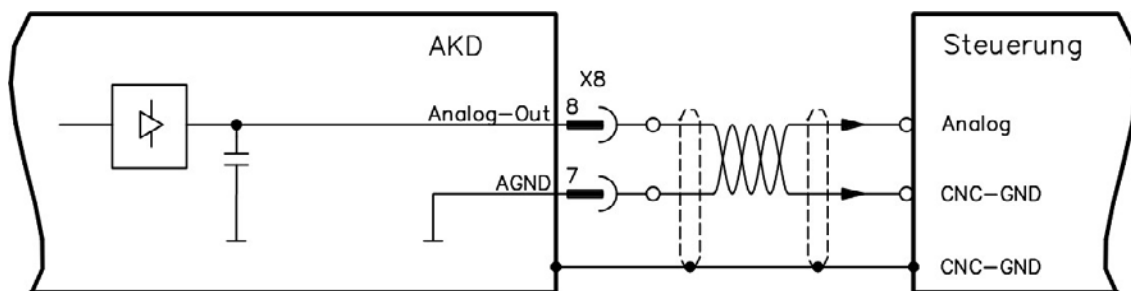 AKD
Steuerung
X8
Analog-Out 8
Analog
AGND 7
CNC-GND
CNC-GND